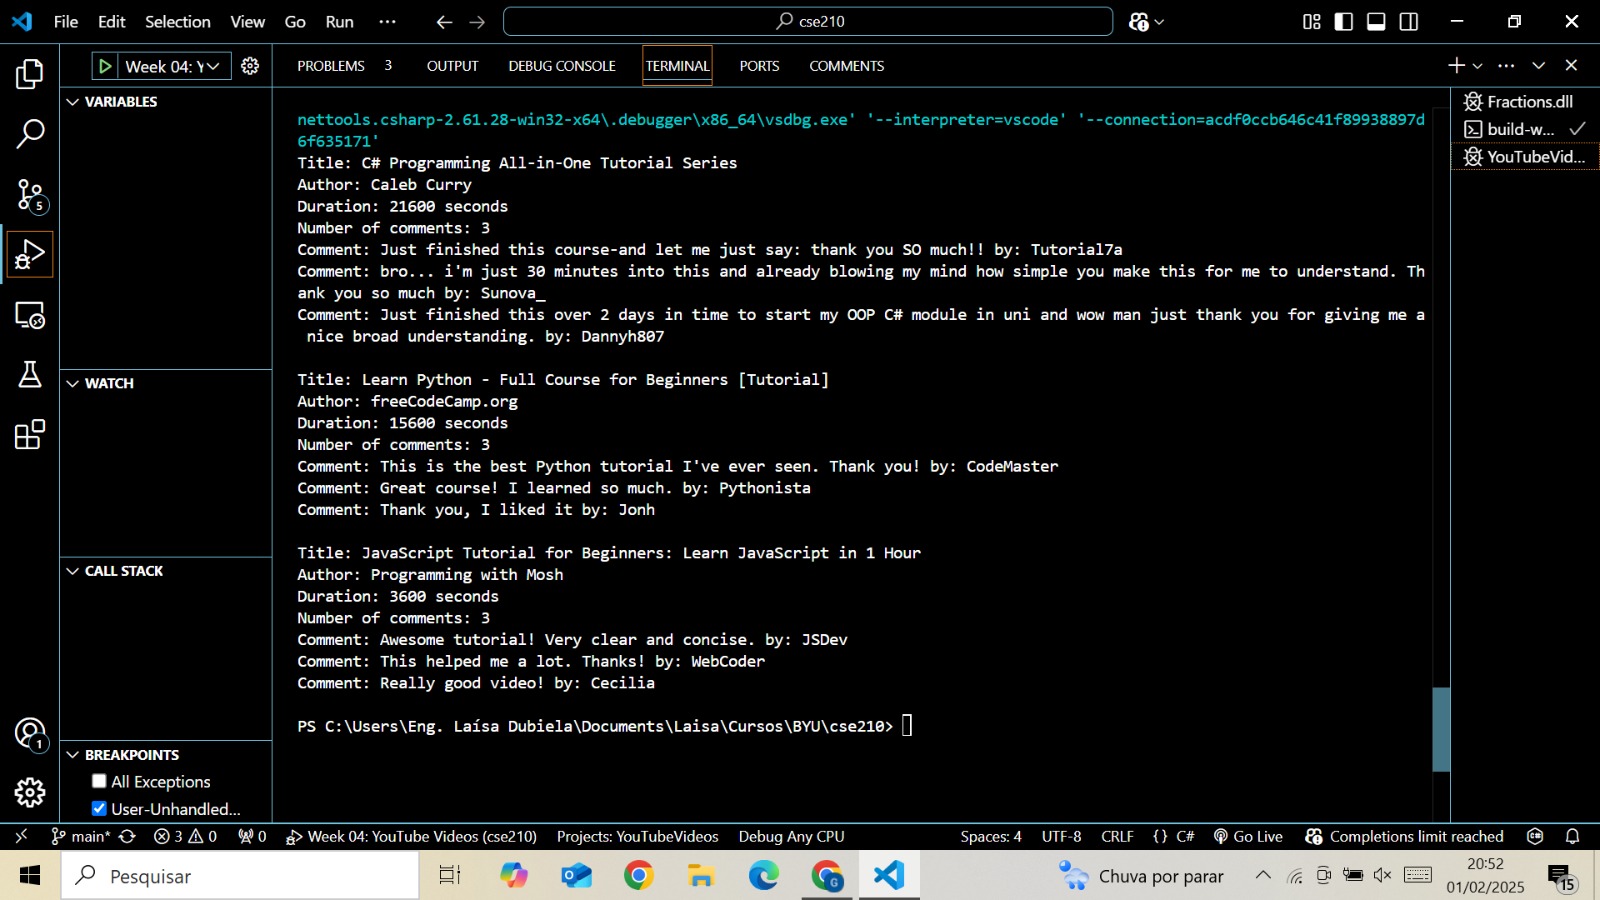 File Edit Selection View Go Run ··· cse210
Week 04: Y
PROBLEMS 3 OUTPUT DEBUG CONSOLE TERMINAL PORTS COMMENTS
VARIABLES
WATCH
CALL STACK
BREAKPOINTS
All Exceptions
User-Unhandled...
5
1
nettools.csharp-2.61.28-win32-x64\.debugger\x86_64\vsdbg.exe' '--interpreter=vscode' '--connection=acdf0ccb646c41f89938897d
6f635171'
Title: C# Programming All-in-One Tutorial Series
Author: Caleb Curry
Duration: 21600 seconds
Number of comments: 3
Comment: Just finished this course-and let me just say: thank you SO much!! by: Tutorial7a
Comment: bro... i'm just 30 minutes into this and already blowing my mind how simple you make this for me to understand. Th
ank you so much by: Sunova_
Comment: Just finished this over 2 days in time to start my OOP C# module in uni and wow man just thank you for giving me a
nice broad understanding. by: Dannyh807
Title: Learn Python - Full Course for Beginners [Tutorial]
Author: freeCodeCamp.org
Duration: 15600 seconds
Number of comments: 3
Comment: This is the best Python tutorial I've ever seen. Thank you! by: CodeMaster
Comment: Great course! I learned so much. by: Pythonista
Comment: Thank you, I liked it by: Jonh
Title: JavaScript Tutorial for Beginners: Learn JavaScript in 1 Hour
Author: Programming with Mosh
Duration: 3600 seconds
Number of comments: 3
Comment: Awesome tutorial! Very clear and concise. by: JSDev
Comment: This helped me a lot. Thanks! by: WebCoder
Comment: Really good video! by: Cecilia
PS C:\Users\Eng. Laísa Dubiela\Documents\Laisa\Cursos\BYU\cse210>
Fractions.dll
build-w...
YouTubeVid...
main* 3 0 0 Week 04: YouTube Videos (cse210) Projects: YouTubeVideos Debug Any CPU Spaces: 4 UTF-8 CRLF {} C# Go Live Completions limit reached
Pesquisar
Chuva por parar
20:52
01/02/2025
15